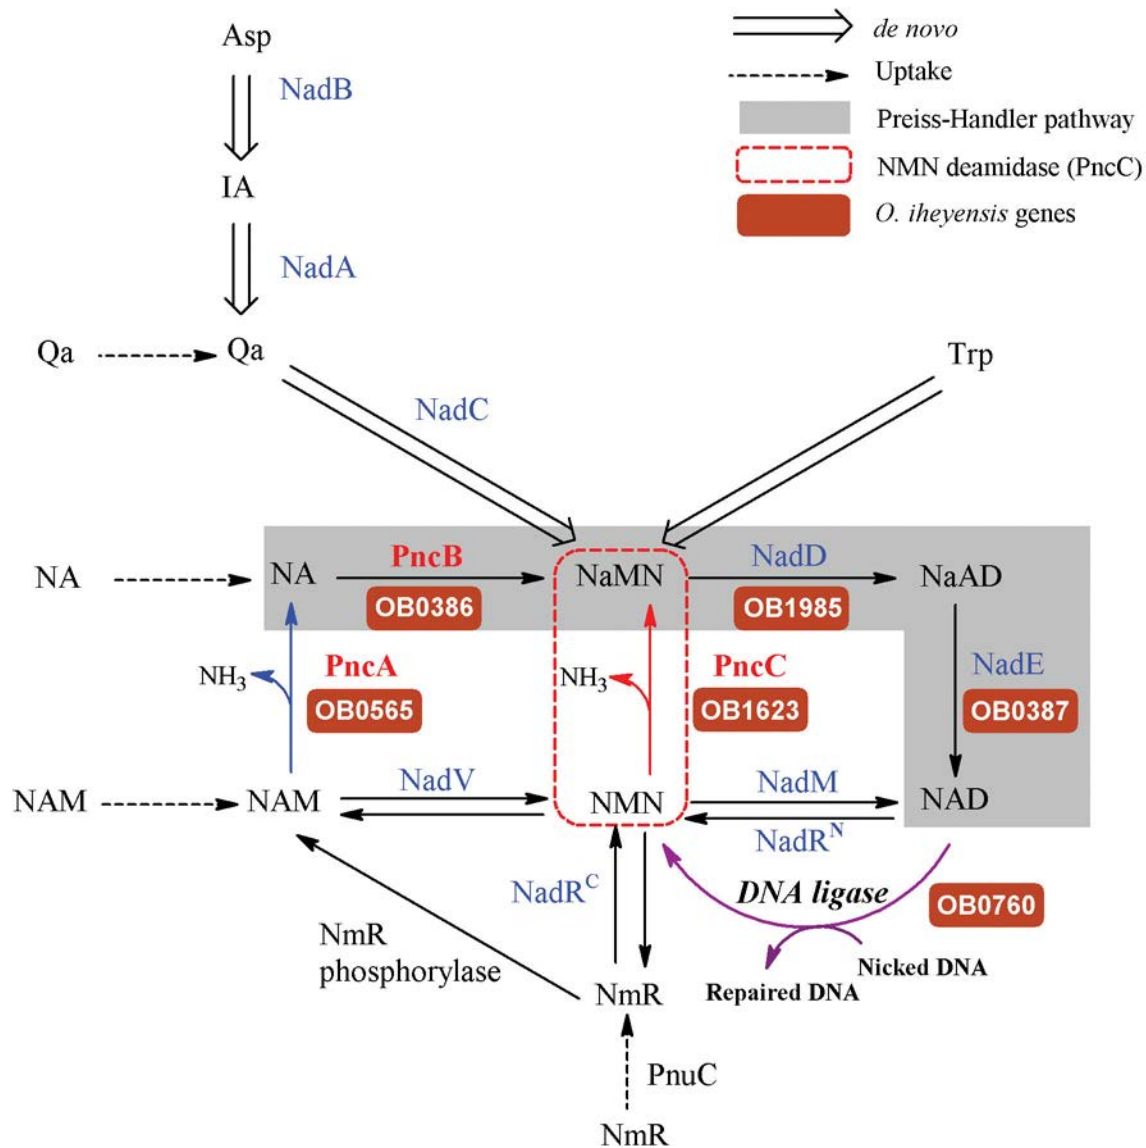 Asp
de novo
NadB
Uptake
Preiss-Handler pathway
IA
NMN deamidase (PncC)
O. iheyensis genes
NadA
Qa
Qa
Trp
NadC
NA
NA
PncB
NaMN
NadD
NaAD
OB0386
OB1985
NH3
PncA
NH3
PncC
NadE
OB0565
OB1623
OB0387
NAM
NAM
NadV
NMN
NadM
NAD
NadR^N
NadR^C
DNA ligase
OB0760
NmR
phosphorylase
Nicked DNA
NmR
Repaired DNA
PnuC
NmR